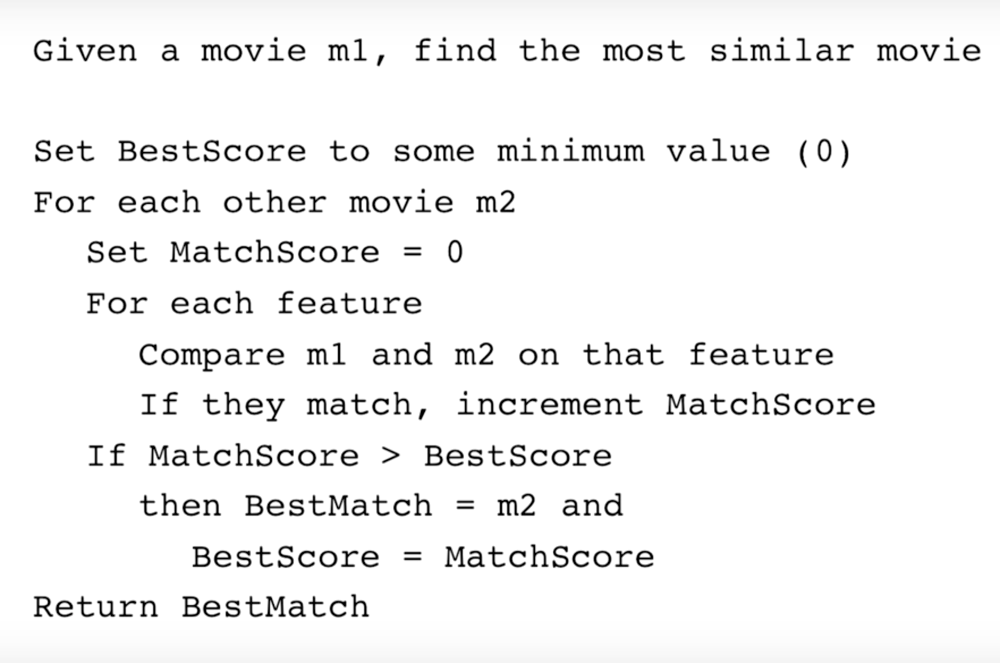 Given a movie m1, find the most similar movie
Set BestScore to some minimum value (0)
For each other movie m2
Set MatchScore = 0
For each feature
Compare m1 and m2 on that feature
If they match, increment MatchScore
If MatchScore > BestScore
then BestMatch = m2 and
BestScore = MatchScore
Return BestMatch